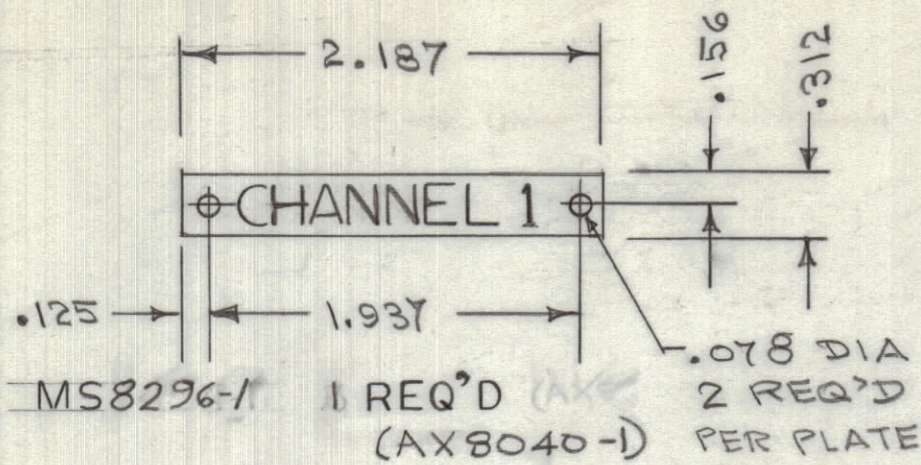 2.187
.156
.312
CHANNEL 1
.125
1.937
.078 DIA
2 REQ'D
PER PLATE
MS8296-1 1 REQ'D
(AX8040-1)